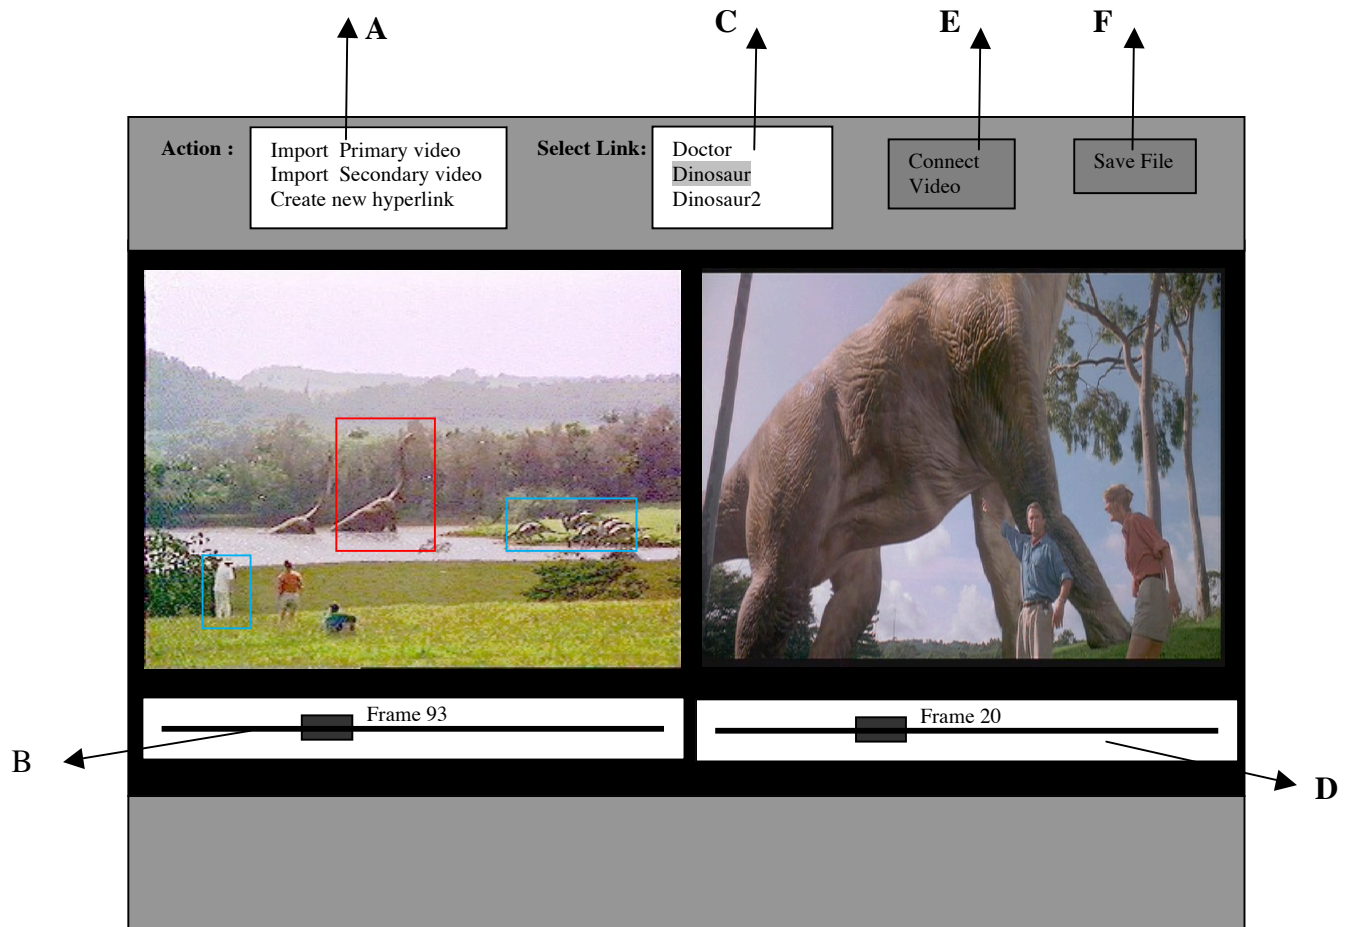 A
C
E
F
Action :
Import Primary video
Import Secondary video
Create new hyperlink
Select Link:
Doctor
Dinosaur
Dinosaur2
Connect
Video
Save File
Frame 93
Frame 20
B
D